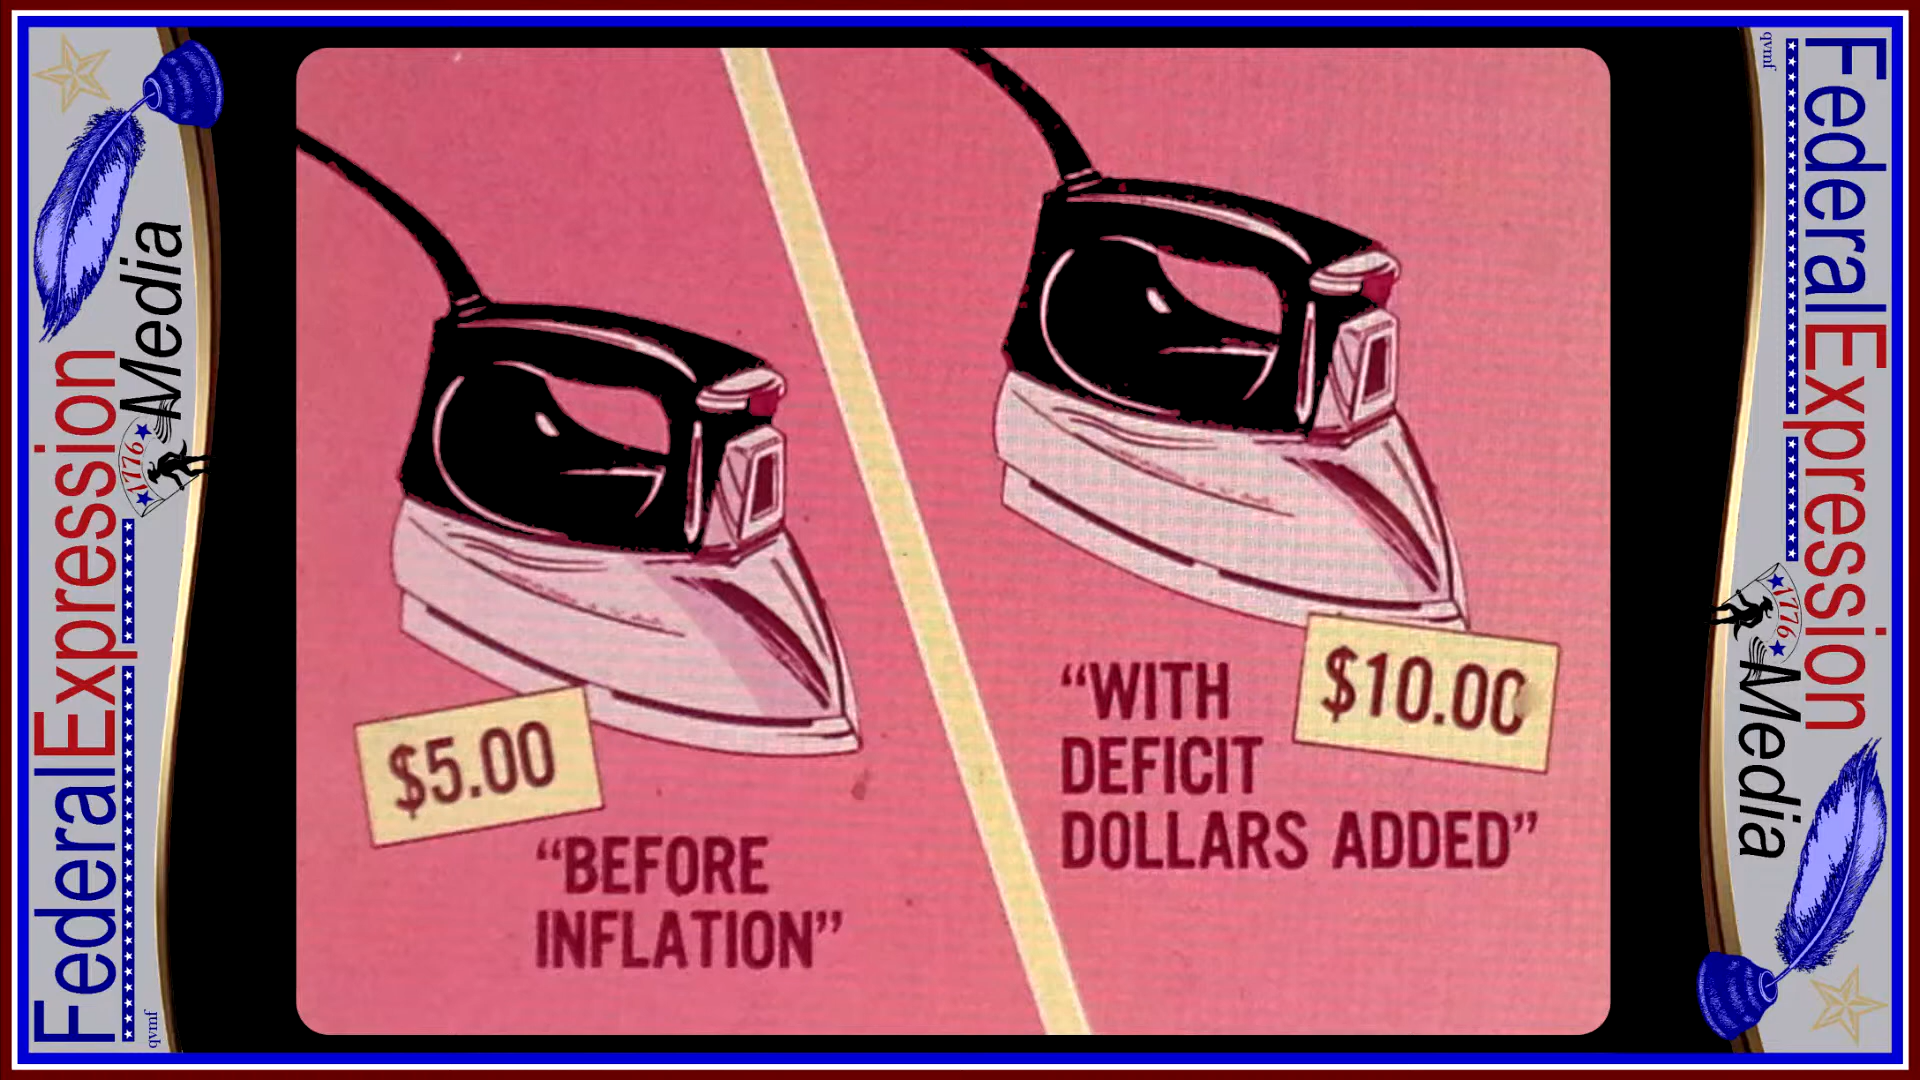 FederalExpression
Media
1776
qvmf
$5.00
"BEFORE
INFLATION"
$10.00
"WITH
DEFICIT
DOLLARS ADDED"
qvmf
FederalExpression
1776
Media